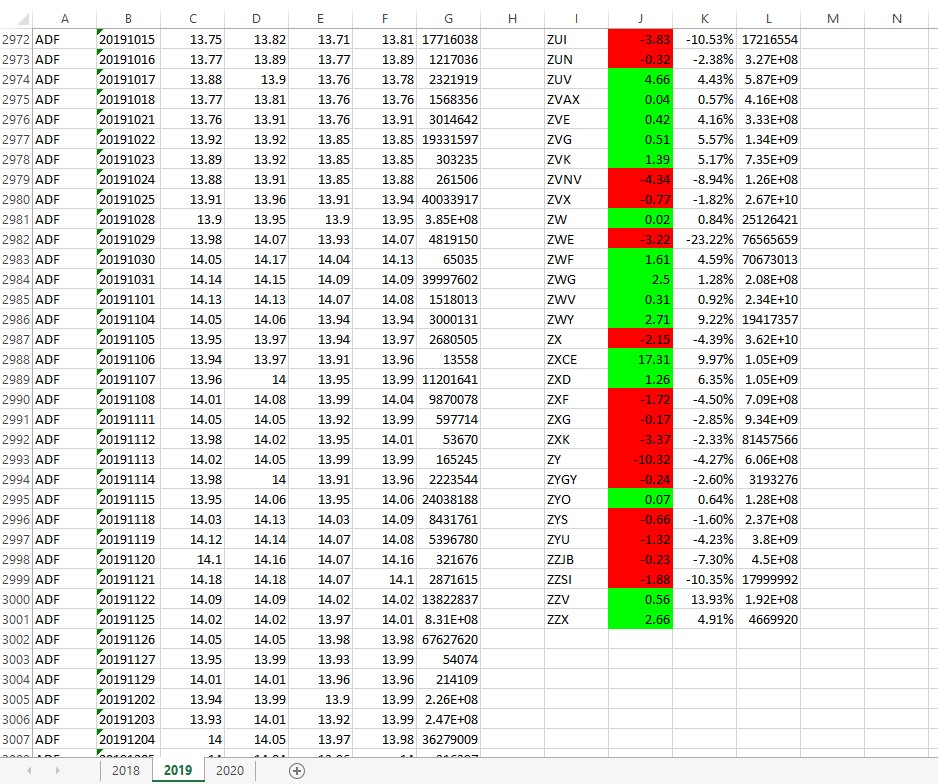 A B C D E F G H I J K L M N
2972 ADF 20191015 13.75 13.82 13.71 13.81 17716038 ZUI -3.83 -10.53% 17216554
2973 ADF 20191016 13.77 13.89 13.77 13.89 1217036 ZUN -0.32 -2.38% 3.27E+08
2974 ADF 20191017 13.88 13.9 13.76 13.78 2321919 ZUV 4.66 4.43% 5.87E+09
2975 ADF 20191018 13.77 13.81 13.76 13.76 1568356 ZVAX 0.04 0.57% 4.16E+08
2976 ADF 20191021 13.76 13.91 13.76 13.91 3014642 ZVE 0.42 4.16% 3.33E+08
2977 ADF 20191022 13.92 13.92 13.85 13.85 19331597 ZVG 0.51 5.57% 1.34E+09
2978 ADF 20191023 13.89 13.92 13.85 13.85 303235 ZVK 1.39 5.17% 7.35E+09
2979 ADF 20191024 13.88 13.91 13.85 13.88 261506 ZVNV -4.34 -8.94% 1.26E+08
2980 ADF 20191025 13.91 13.96 13.91 13.94 40033917 ZVX -0.77 -1.82% 2.67E+10
2981 ADF 20191028 13.9 13.95 13.9 13.95 3.85E+08 ZW 0.02 0.84% 25126421
2982 ADF 20191029 13.98 14.07 13.93 14.07 4819150 ZWE -3.22 -23.22% 76565659
2983 ADF 20191030 14.05 14.17 14.04 14.13 65035 ZWF 1.61 4.59% 70673013
2984 ADF 20191031 14.14 14.15 14.09 14.09 39997602 ZWG 2.5 1.28% 2.08E+08
2985 ADF 20191101 14.13 14.13 14.07 14.08 1518013 ZWV 0.31 0.92% 2.34E+10
2986 ADF 20191104 14.05 14.06 13.94 13.94 3000131 ZWY 2.71 9.22% 19417357
2987 ADF 20191105 13.95 13.97 13.94 13.97 2680505 ZX -2.15 -4.39% 3.62E+10
2988 ADF 20191106 13.94 13.97 13.91 13.96 13558 ZXCE 17.31 9.97% 1.05E+09
2989 ADF 20191107 13.96 14 13.95 13.99 11201641 ZXD 1.26 6.35% 1.05E+09
2990 ADF 20191108 14.01 14.08 13.99 14.04 9870078 ZXF -1.72 -4.50% 7.09E+08
2991 ADF 20191111 14.05 14.05 13.92 13.99 597714 ZXG -0.17 -2.85% 9.34E+09
2992 ADF 20191112 13.98 14.02 13.95 14.01 53670 ZXK -3.37 -2.33% 81457566
2993 ADF 20191113 14.02 14.05 13.99 13.99 165245 ZY -10.32 -4.27% 6.06E+08
2994 ADF 20191114 13.98 14 13.91 13.96 2223544 ZYGY -0.24 -2.60% 3193276
2995 ADF 20191115 13.95 14.06 13.95 14.06 24038188 ZYO 0.07 0.64% 1.28E+08
2996 ADF 20191118 14.03 14.13 14.03 14.09 8431761 ZYS -0.66 -1.60% 2.37E+08
2997 ADF 20191119 14.12 14.14 14.07 14.08 5396780 ZYU -1.32 -4.23% 3.8E+09
2998 ADF 20191120 14.1 14.16 14.07 14.16 321676 ZZJB -0.23 -7.30% 4.5E+08
2999 ADF 20191121 14.18 14.18 14.07 14.1 2871615 ZZSI -1.88 -10.35% 17999992
3000 ADF 20191122 14.09 14.09 14.02 14.02 13822837 ZZV 0.56 13.93% 1.92E+08
3001 ADF 20191125 14.02 14.02 13.97 14.01 8.31E+08 ZZX 2.66 4.91% 4669920
3002 ADF 20191126 14.05 14.05 13.98 13.98 67627620
3003 ADF 20191127 13.95 13.99 13.93 13.99 54074
3004 ADF 20191129 14.01 14.01 13.96 13.96 214109
3005 ADF 20191202 13.94 13.99 13.9 13.99 2.26E+08
3006 ADF 20191203 13.93 14.01 13.92 13.99 2.47E+08
3007 ADF 20191204 14 14.05 13.97 13.98 36279009
2018 2019 2020